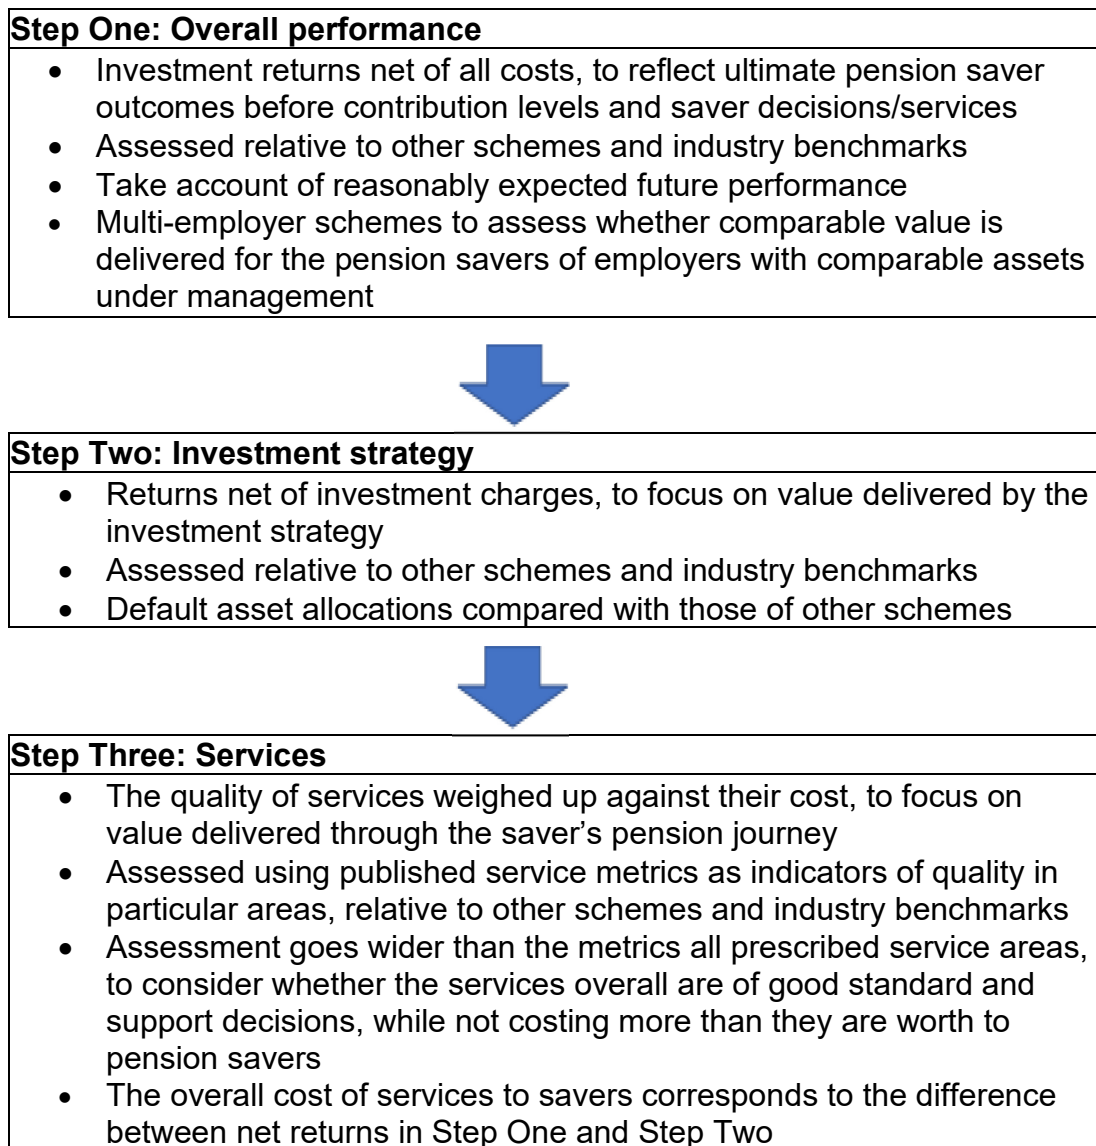 Step One: Overall performance
• Investment returns net of all costs, to reflect ultimate pension saver
outcomes before contribution levels and saver decisions/services
• Assessed relative to other schemes and industry benchmarks
• Take account of reasonably expected future performance
• Multi-employer schemes to assess whether comparable value is
delivered for the pension savers of employers with comparable assets
under management
Step Two: Investment strategy
• Returns net of investment charges, to focus on value delivered by the
investment strategy
• Assessed relative to other schemes and industry benchmarks
• Default asset allocations compared with those of other schemes
Step Three: Services
• The quality of services weighed up against their cost, to focus on
value delivered through the saver’s pension journey
• Assessed using published service metrics as indicators of quality in
particular areas, relative to other schemes and industry benchmarks
• Assessment goes wider than the metrics all prescribed service areas,
to consider whether the services overall are of good standard and
support decisions, while not costing more than they are worth to
pension savers
• The overall cost of services to savers corresponds to the difference
between net returns in Step One and Step Two